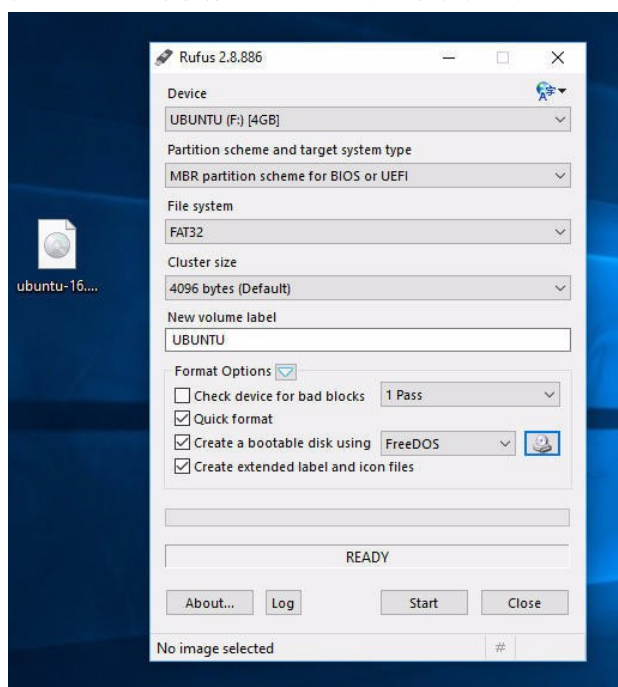 Rufus 2.8.886
Device
UBUNTU (F:) [4GB]
Partition scheme and target system type
MBR partition scheme for BIOS or UEFI
File system
FAT32
Cluster size
4096 bytes (Default)
New volume label
UBUNTU
Format Options
Check device for bad blocks 1 Pass
Quick format
Create a bootable disk using FreeDOS
Create extended label and icon files
READY
About... Log Start Close
No image selected #
ubuntu-16....